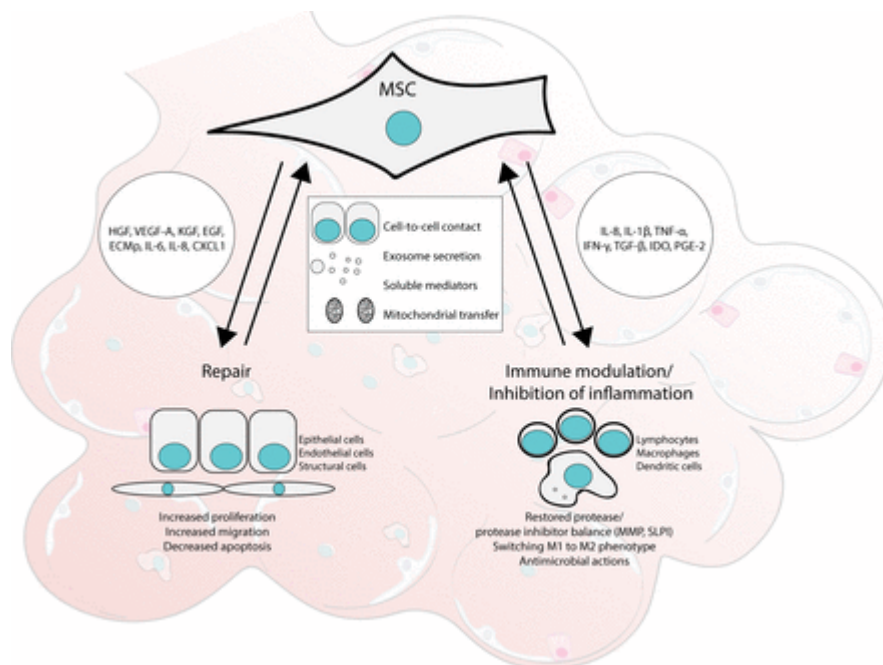 MSC
HGF, VEGF-A, KGF, EGF,
ECMp, IL-6, IL-8, CXCL1
Cell-to-cell contact
Exosome secretion
Soluble mediators
Mitochondrial transfer
IL-8, IL-1β, TNF-α,
IFN-γ, TGF-β, IDO, PGE-2
Repair
Epithelial cells
Endothelial cells
Structural cells
Increased proliferation
Increased migration
Decreased apoptosis
Immune modulation/
Inhibition of inflammation
Lymphocytes
Macrophages
Dendritic cells
Restored protease/
protease inhibitor balance (MMP, SLPI)
Switching M1 to M2 phenotype
Antimicrobial actions